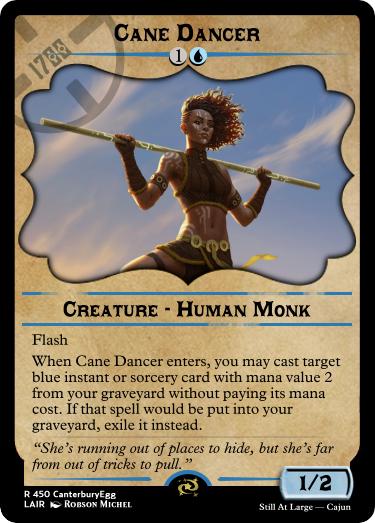 CANE DANCER
1
1788
CREATURE - HUMAN MONK
Flash
When Cane Dancer enters, you may cast target
blue instant or sorcery card with mana value 2
from your graveyard without paying its mana
cost. If that spell would be put into your
graveyard, exile it instead.
“She’s running out of places to hide, but she’s far
from out of tricks to pull.”
1/2
R 450 CanterburyEgg
LAIR ROBSON MICHEL
Still At Large — Cajun